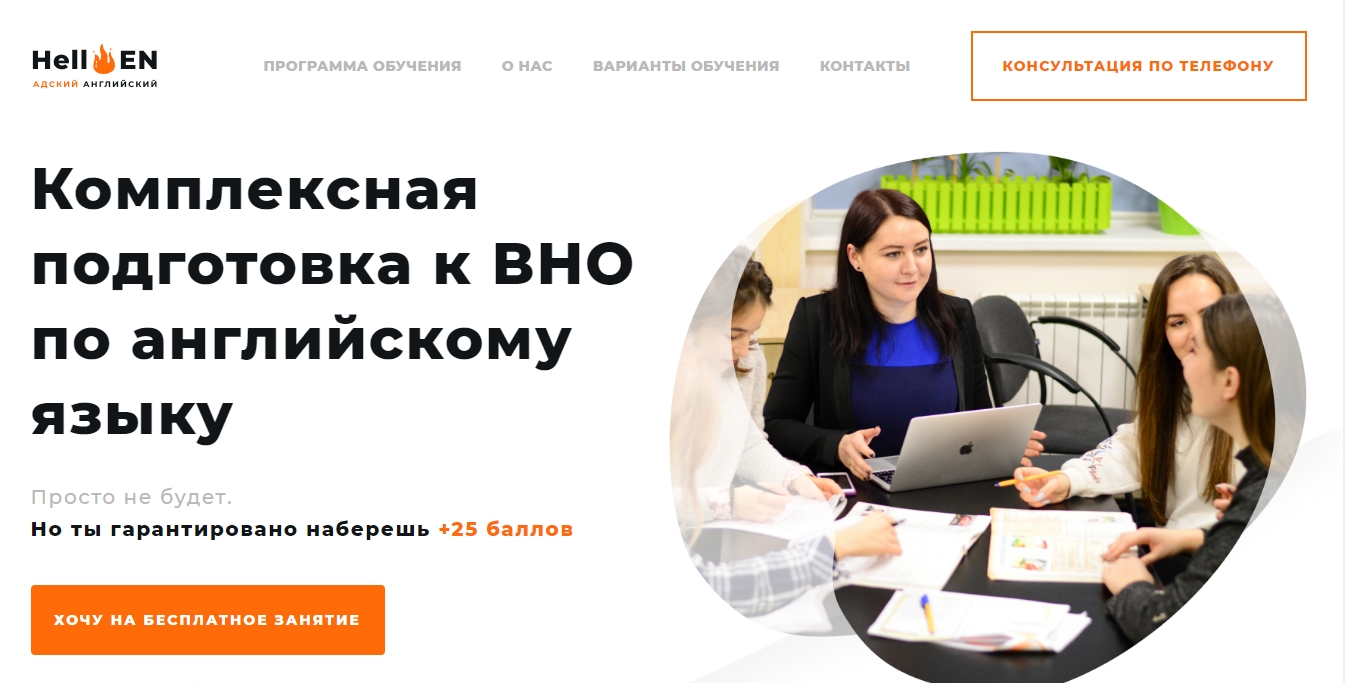 Hell EN
АДСКИЙ АНГЛИЙСКИЙ
ПРОГРАММА ОБУЧЕНИЯ
О НАС
ВАРИАНТЫ ОБУЧЕНИЯ
КОНТАКТЫ
КОНСУЛЬТАЦИЯ ПО ТЕЛЕФОНУ
Комплексная
подготовка к ВНО
по английскому
языку
Просто не будет.
Но ты гарантировано наберешь +25 баллов
ХОЧУ НА БЕСПЛАТНОЕ ЗАНЯТИЕ